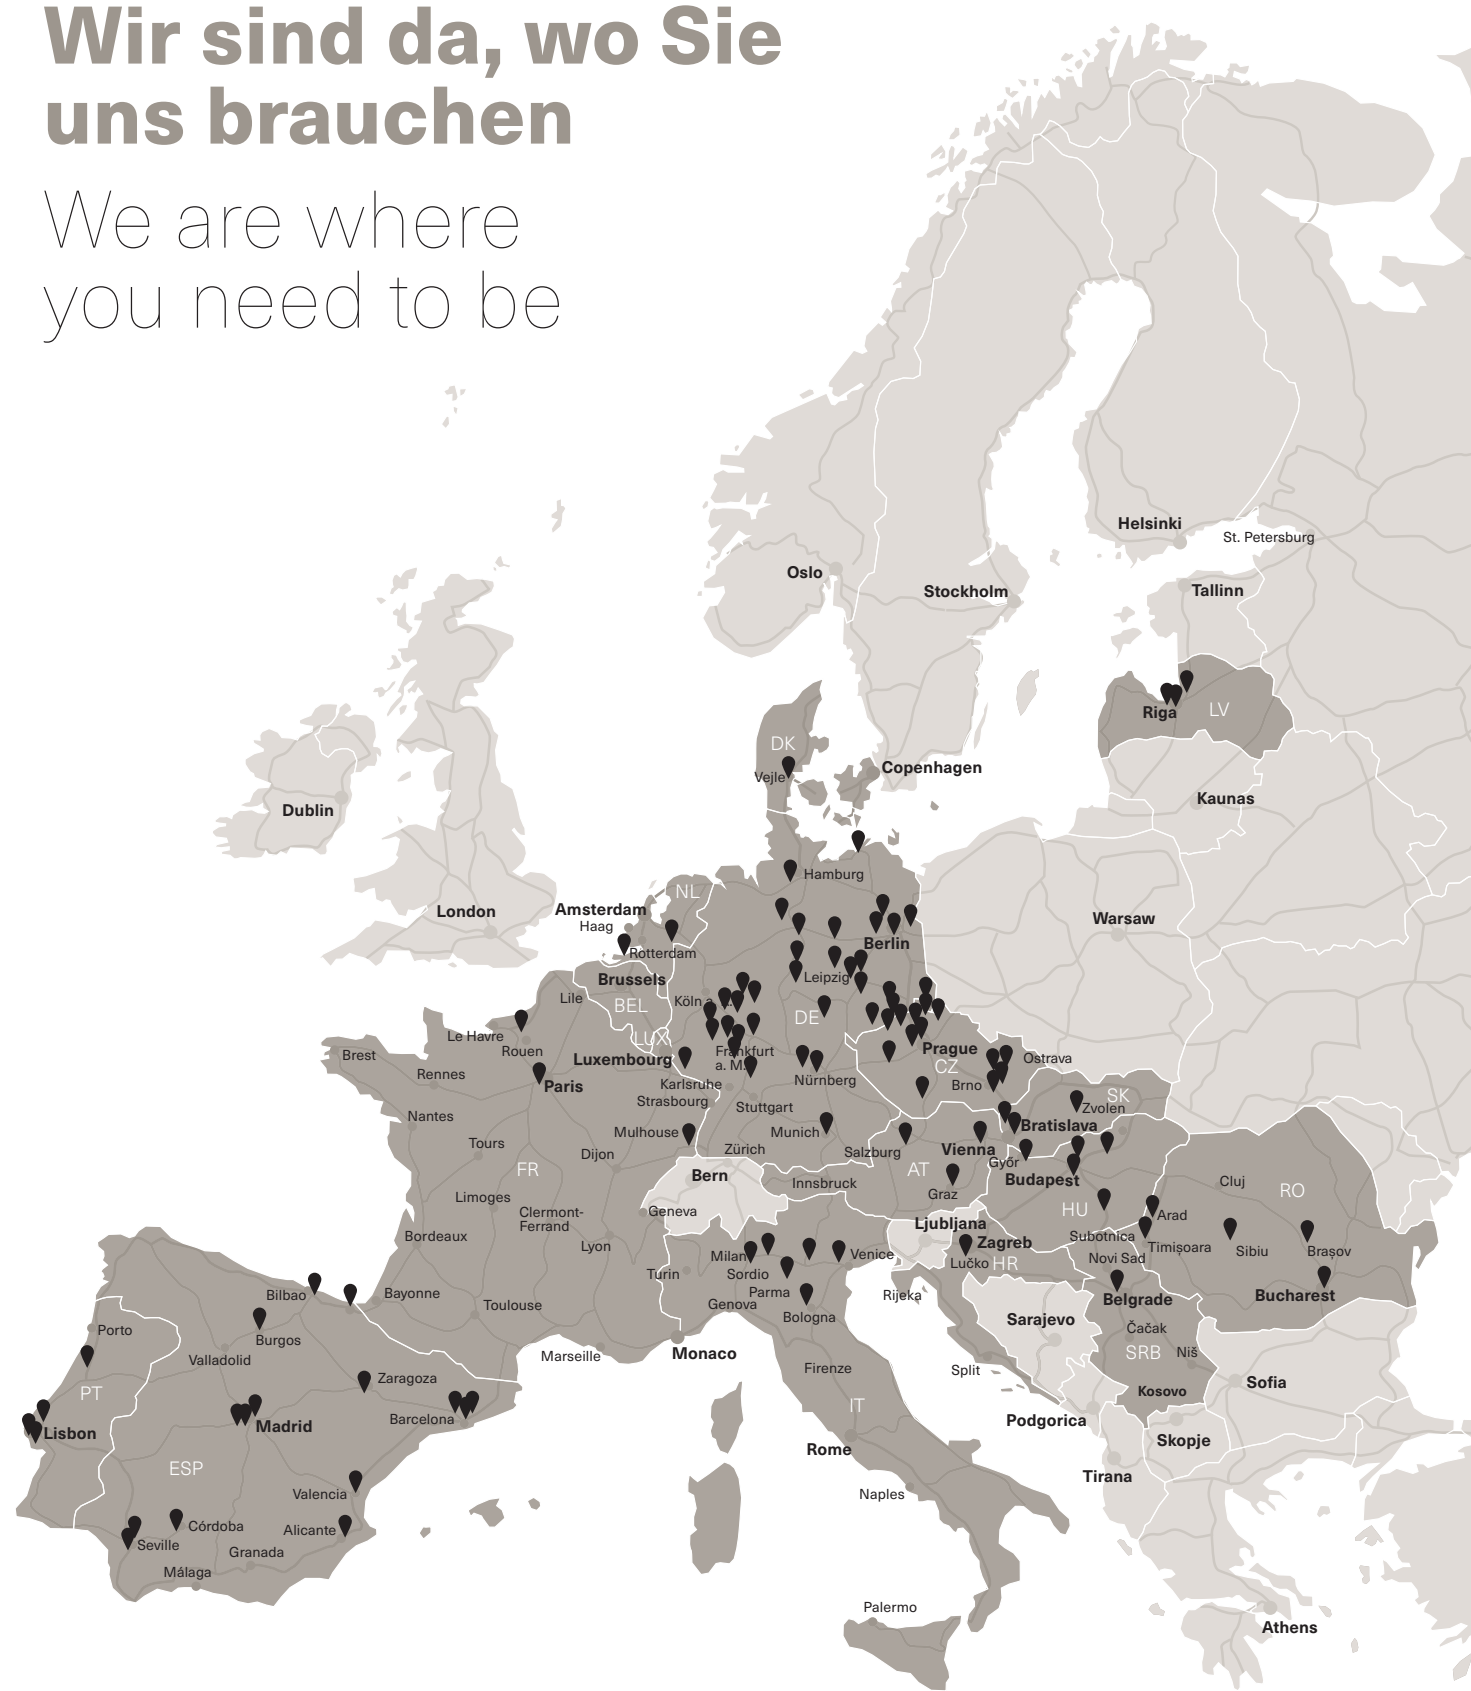 Wir sind da, wo Sie
uns brauchen
We are where
you need to be
Helsinki
St. Petersburg
Oslo
Stockholm
Tallinn
Riga
LV
DK
Vejle
Copenhagen
Kaunas
Dublin
Hamburg
NL
London
Amsterdam
Haag
Rotterdam
Warsaw
Berlin
Brussels
Leipzig
Lile
BEL
Köln a.
DE
Le Havre
Rouen
LUX
Luxembourg
Frankfurt
a. M.
Prague
CZ
Ostrava
Brest
Rennes
Paris
Karlsruhe
Strasbourg
Nürnberg
Brno
SK
Zvolen
Nantes
Stuttgart
Bratislava
Tours
Mulhouse
Munich
Dijon
Zürich
Salzburg
Vienna
Győr
FR
Bern
Innsbruck
AT
Budapest
Graz
Cluj
RO
Limoges
Clermont-
Ferrand
Geneva
HU
Arad
Ljubljana
Bordeaux
Lyon
Milan
Venice
Zagreb
Subotnica
Timișoara
Sibiu
Brașov
Lučko
HR
Novi Sad
Turin
Sordio
Bilbao
Bayonne
Parma
Rijeka
Belgrade
Bucharest
Toulouse
Genova
Bologna
Sarajevo
Porto
Burgos
Čačak
Valladolid
Marseille
Monaco
SRB
Niš
Firenze
Split
Zaragoza
Sofia
PT
Kosovo
IT
Barcelona
Podgorica
Lisbon
Madrid
Rome
Skopje
ESP
Tirana
Valencia
Naples
Córdoba
Alicante
Seville
Granada
Málaga
Palermo
Athens